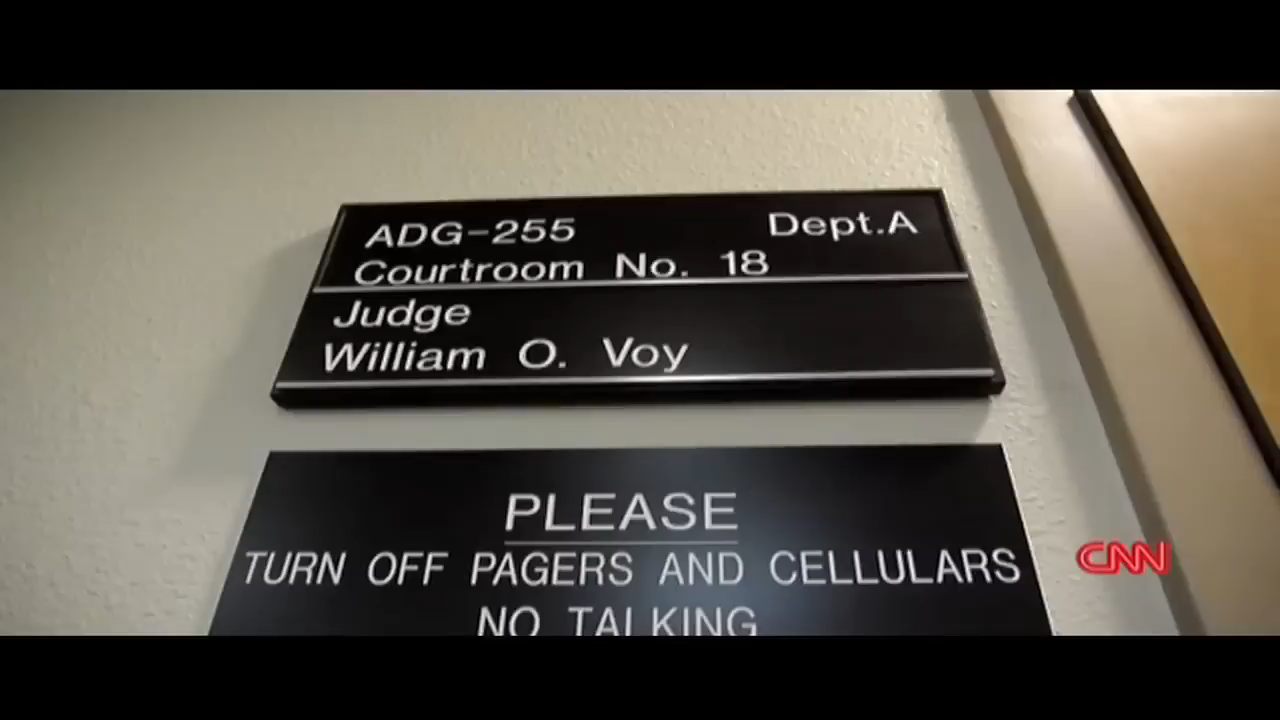 ADG-255 Dept.A
Courtroom No. 18
Judge
William O. Voy
PLEASE
TURN OFF PAGERS AND CELLULARS
NO TALKING
CNN